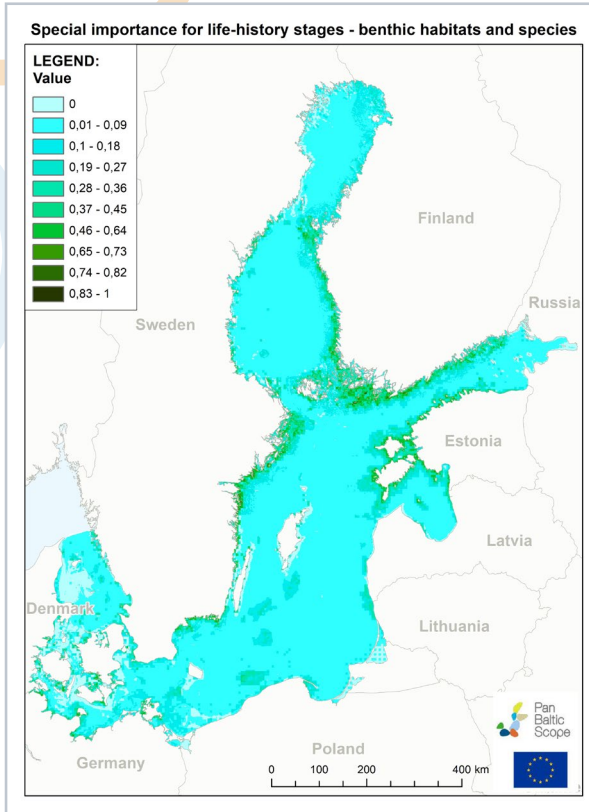 Special importance for life-history stages - benthic habitats and species
LEGEND:
Value
0
0,01 - 0,09
0,1 - 0,18
0,19 - 0,27
0,28 - 0,36
0,37 - 0,45
0,46 - 0,64
0,65 - 0,73
0,74 - 0,82
0,83 - 1
Finland
Russia
Sweden
Estonia
Latvia
Denmark
Lithuania
Pan
Baltic
Scope
Germany
Poland
0 100 200 400 km